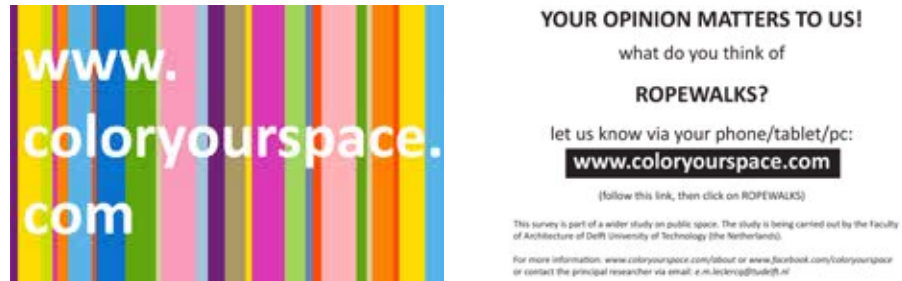 www.
coloryourspace.
com
YOUR OPINION MATTERS TO US!
what do you think of
ROPEWALKS?
let us know via your phone/tablet/pc:
www.coloryourspace.com
(follow this link, then click on ROPEWALKS)
This survey is part of a wider study on public space. The study is being carried out by the Faculty
of Architecture of Delft University of Technology (the Netherlands).
For more information: www.coloryourspace.com/about or www.facebook.com/coloryourspace
or contact the principal researcher via email: e.m.leclercq@tudelft.nl